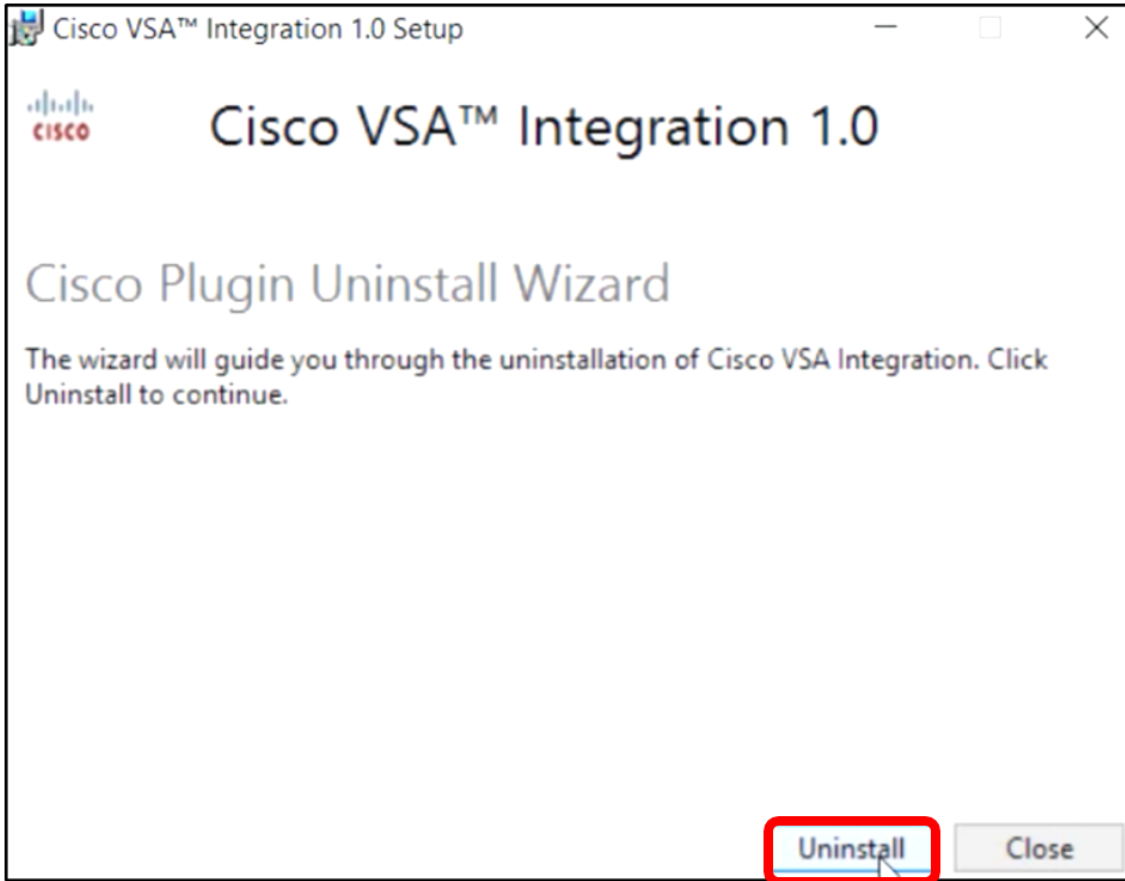 Cisco VSA™ Integration 1.0 Setup
CISCO
Cisco VSA™ Integration 1.0
Cisco Plugin Uninstall Wizard
The wizard will guide you through the uninstallation of Cisco VSA Integration. Click
Uninstall to continue.
Uninstall
Close